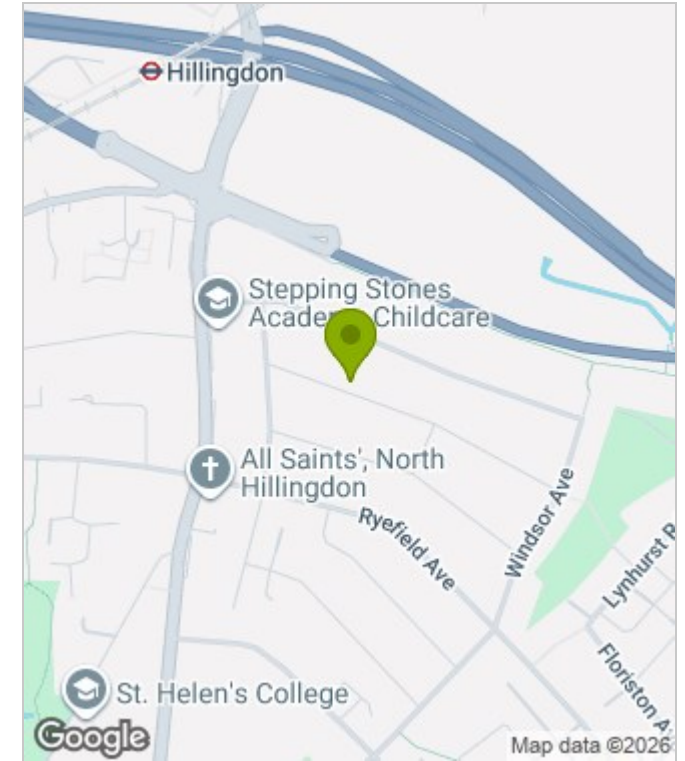 Hillingdon
Stepping Stones
Academy Childcare
All Saints', North
Hillingdon
Ryefield Ave
Windsor Ave
Lynhurst R
Floriston A
St. Helen's College
Google
Map data ©2026